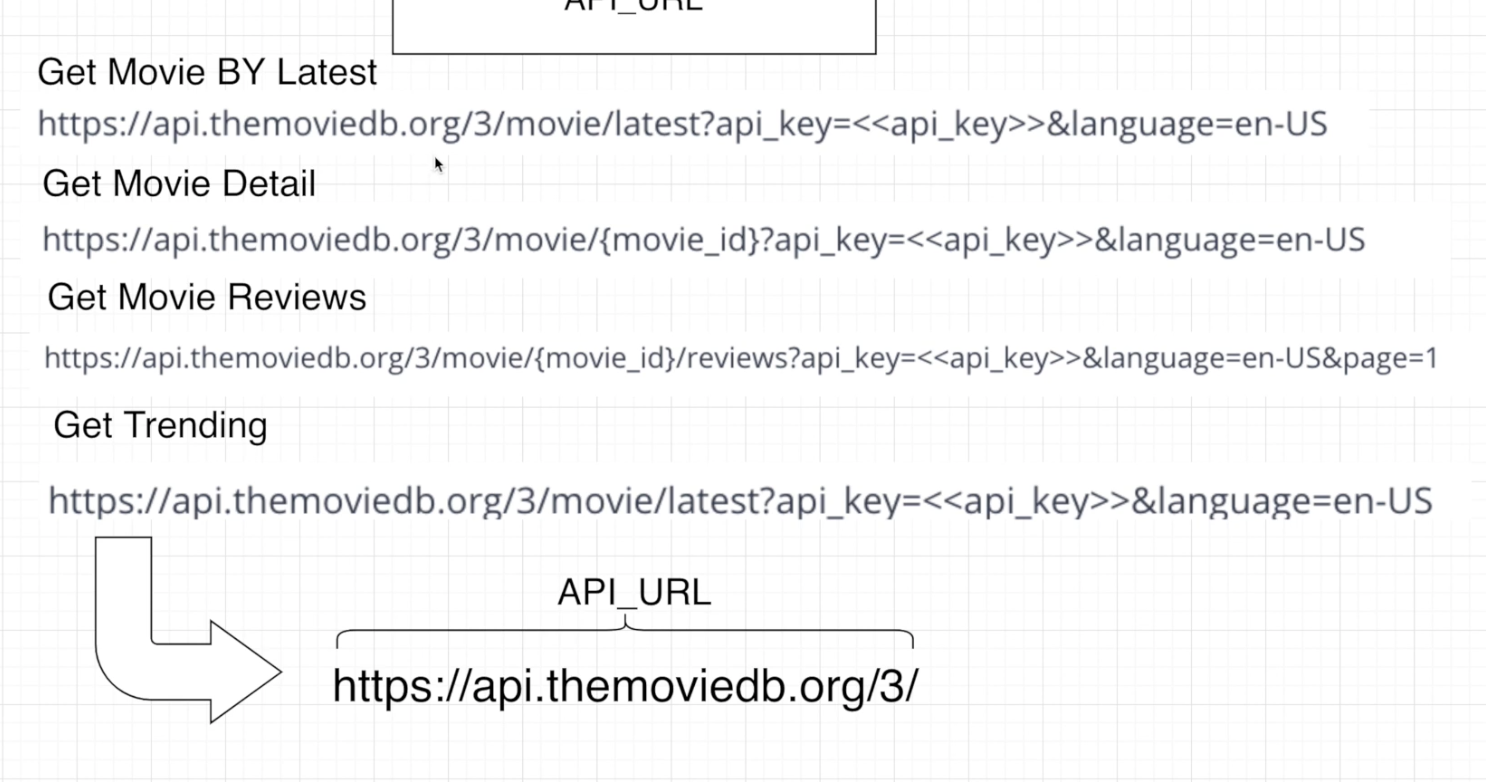 API_URL
Get Movie BY Latest
https://api.themoviedb.org/3/movie/latest?api_key=<<api_key>>&language=en-US
Get Movie Detail
https://api.themoviedb.org/3/movie/{movie_id}?api_key=<<api_key>>&language=en-US
Get Movie Reviews
https://api.themoviedb.org/3/movie/{movie_id}/reviews?api_key=<<api_key>>&language=en-US&page=1
Get Trending
https://api.themoviedb.org/3/movie/latest?api_key=<<api_key>>&language=en-US
API_URL
https://api.themoviedb.org/3/